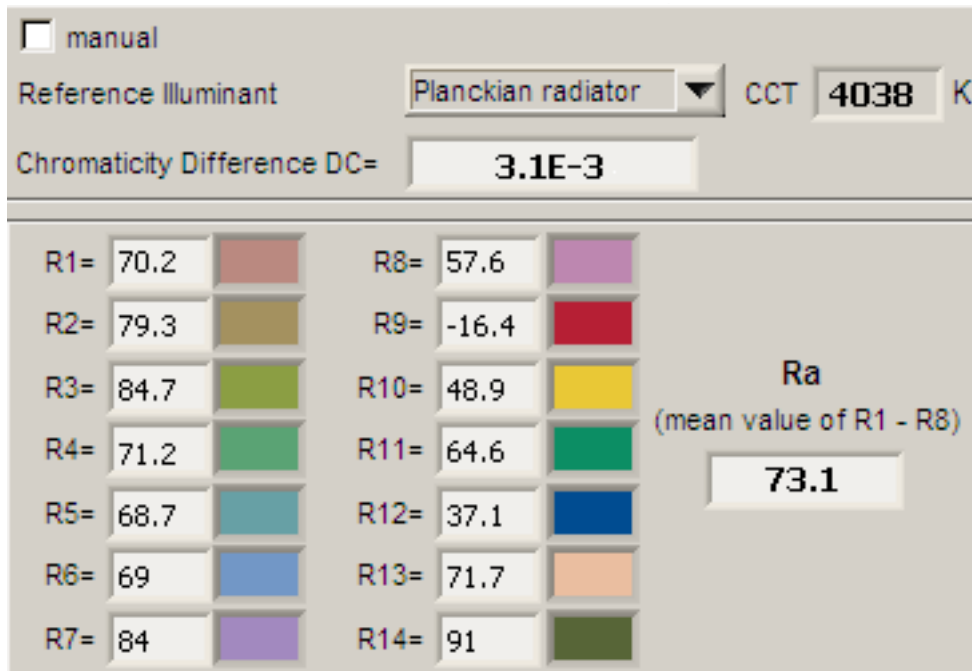 manual
Reference Illuminant Planckian radiator CCT 4038 K
Chromaticity Difference DC= 3.1E-3
R1= 70.2 R8= 57.6
R2= 79.3 R9= -16.4
R3= 84.7 R10= 48.9
Ra
(mean value of R1 - R8)
R4= 71.2 R11= 64.6
73.1
R5= 68.7 R12= 37.1
R6= 69 R13= 71.7
R7= 84 R14= 91